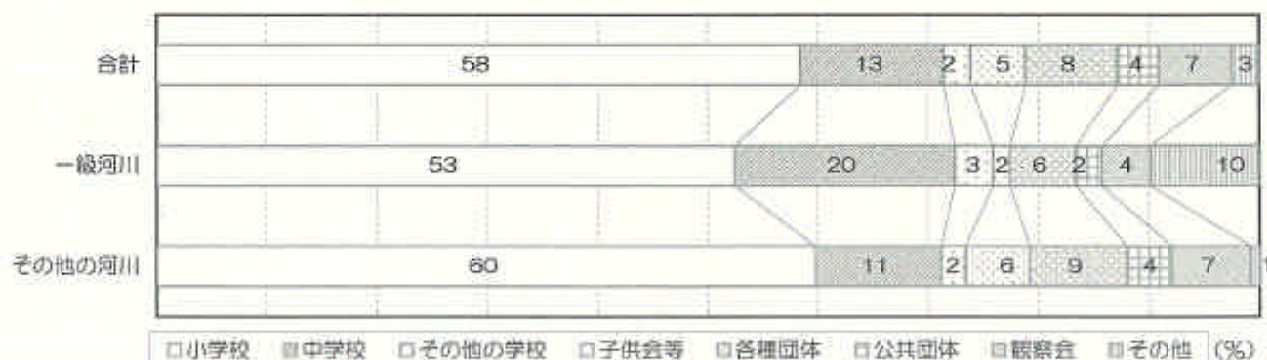 合計 58 13 2 5 8 4 7 3
一級河川 53 20 3 2 6 2 4 10
その他の河川 60 11 2 6 9 4 7 1
□小学校 ■中学校 □その他の学校 □子供会等 □各種団体 □公共団体 ■観察会 ■その他 (%)